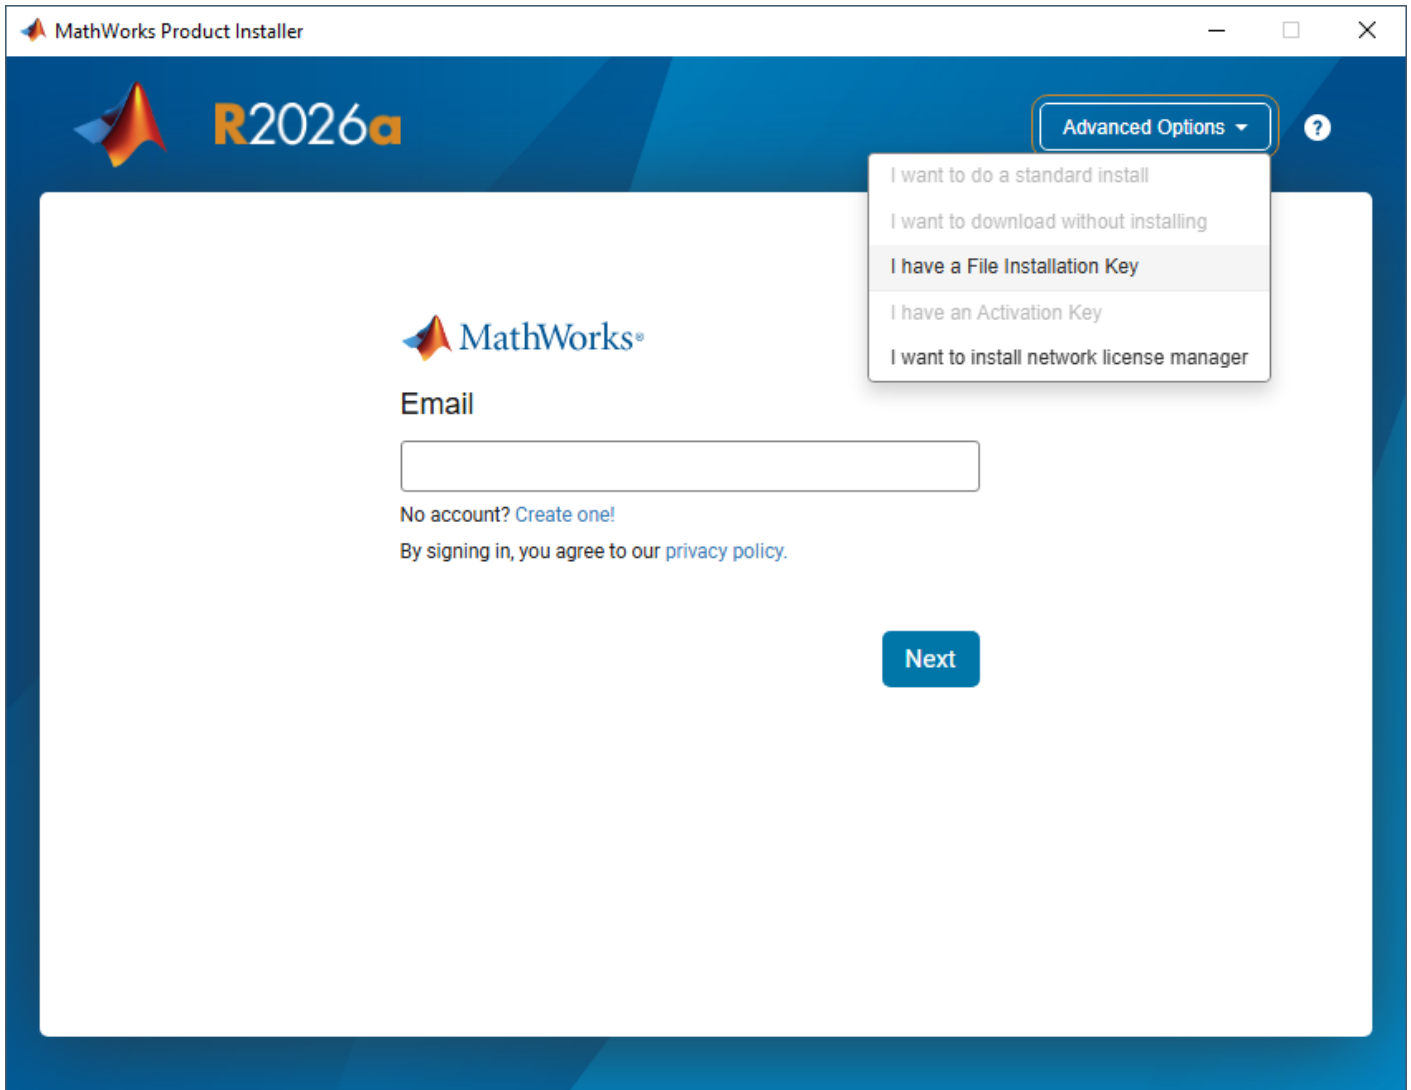 MathWorks Product Installer
R2026a
Advanced Options
?
I want to do a standard install
I want to download without installing
I have a File Installation Key
I have an Activation Key
I want to install network license manager
MathWorks®
Email
No account? Create one!
By signing in, you agree to our privacy policy.
Next